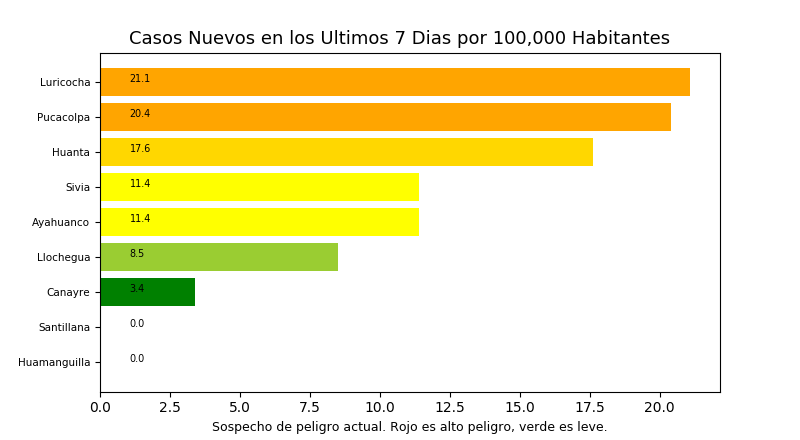 Casos Nuevos en los Ultimos 7 Dias por 100,000 Habitantes
Luricocha 21.1
Pucacolpa 20.4
Huanta 17.6
Sivia 11.4
Ayahuanco 11.4
Llochegua 8.5
Canayre 3.4
Santillana 0.0
Huamanguilla 0.0
0.0 2.5 5.0 7.5 10.0 12.5 15.0 17.5 20.0
Sospecho de peligro actual. Rojo es alto peligro, verde es leve.